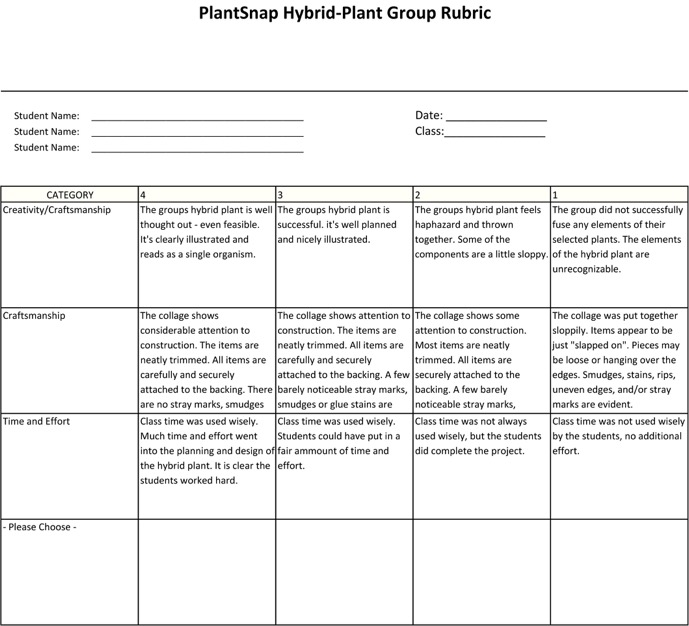 PlantSnap Hybrid-Plant Group Rubric
Student Name:
Date:
Student Name:
Class:
Student Name:
CATEGORY
4
3
2
1
Creativity/Craftsmanship
The groups hybrid plant is well
thought out - even feasible.
It's clearly illustrated and
reads as a single organism.
The groups hybrid plant is
successful. it's well planned
and nicely illustrated.
The groups hybrid plant feels
haphazard and thrown
together. Some of the
components are a little sloppy.
The group did not successfully
fuse any elements of their
selected plants. The elements
of the hybrid plant are
unrecognizable.
Craftsmanship
The collage shows
considerable attention to
construction. The items are
neatly trimmed. All items are
carefully and securely
attached to the backing. There
are no stray marks, smudges
The collage shows attention to
construction. The items are
neatly trimmed. All items are
carefully and securely
attached to the backing. A few
barely noticeable stray marks,
smudges or glue stains are
The collage shows some
attention to construction.
Most items are neatly
trimmed. All items are
securely attached to the
backing. A few barely
noticeable stray marks,
The collage was put together
sloppily. Items appear to be
just "slapped on". Pieces may
be loose or hanging over the
edges. Smudges, stains, rips,
uneven edges, and/or stray
marks are evident.
Time and Effort
Class time was used wisely.
Much time and effort went
into the planning and design of
the hybrid plant. It is clear the
students worked hard.
Class time was used wisely.
Students could have put in a
fair ammount of time and
effort.
Class time was not always
used wisely, but the students
did complete the project.
Class time was not used wisely
by the students, no additional
effort.
- Please Choose -